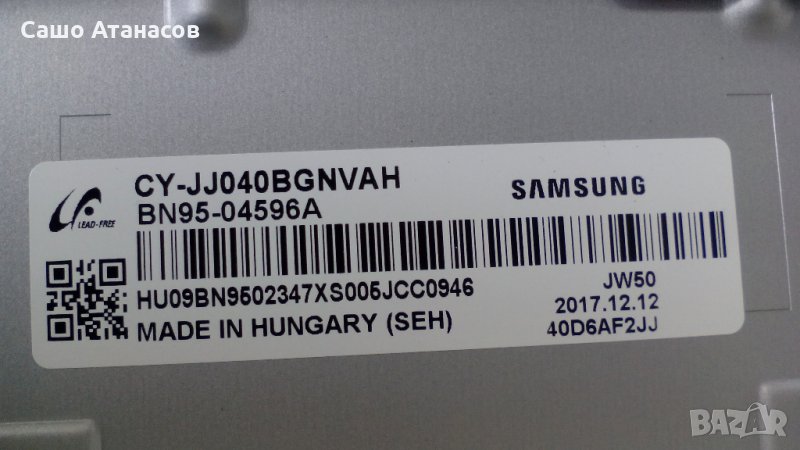 Сашо Атанасов
CY-JJ040BGNVAH
SAMSUNG
BN95-04596A
LEAD-FREE
HU09BN9502347XS005JCC0946
JW50
MADE IN HUNGARY (SEH)
2017.12.12
40D6AF2JJ
BAZAR